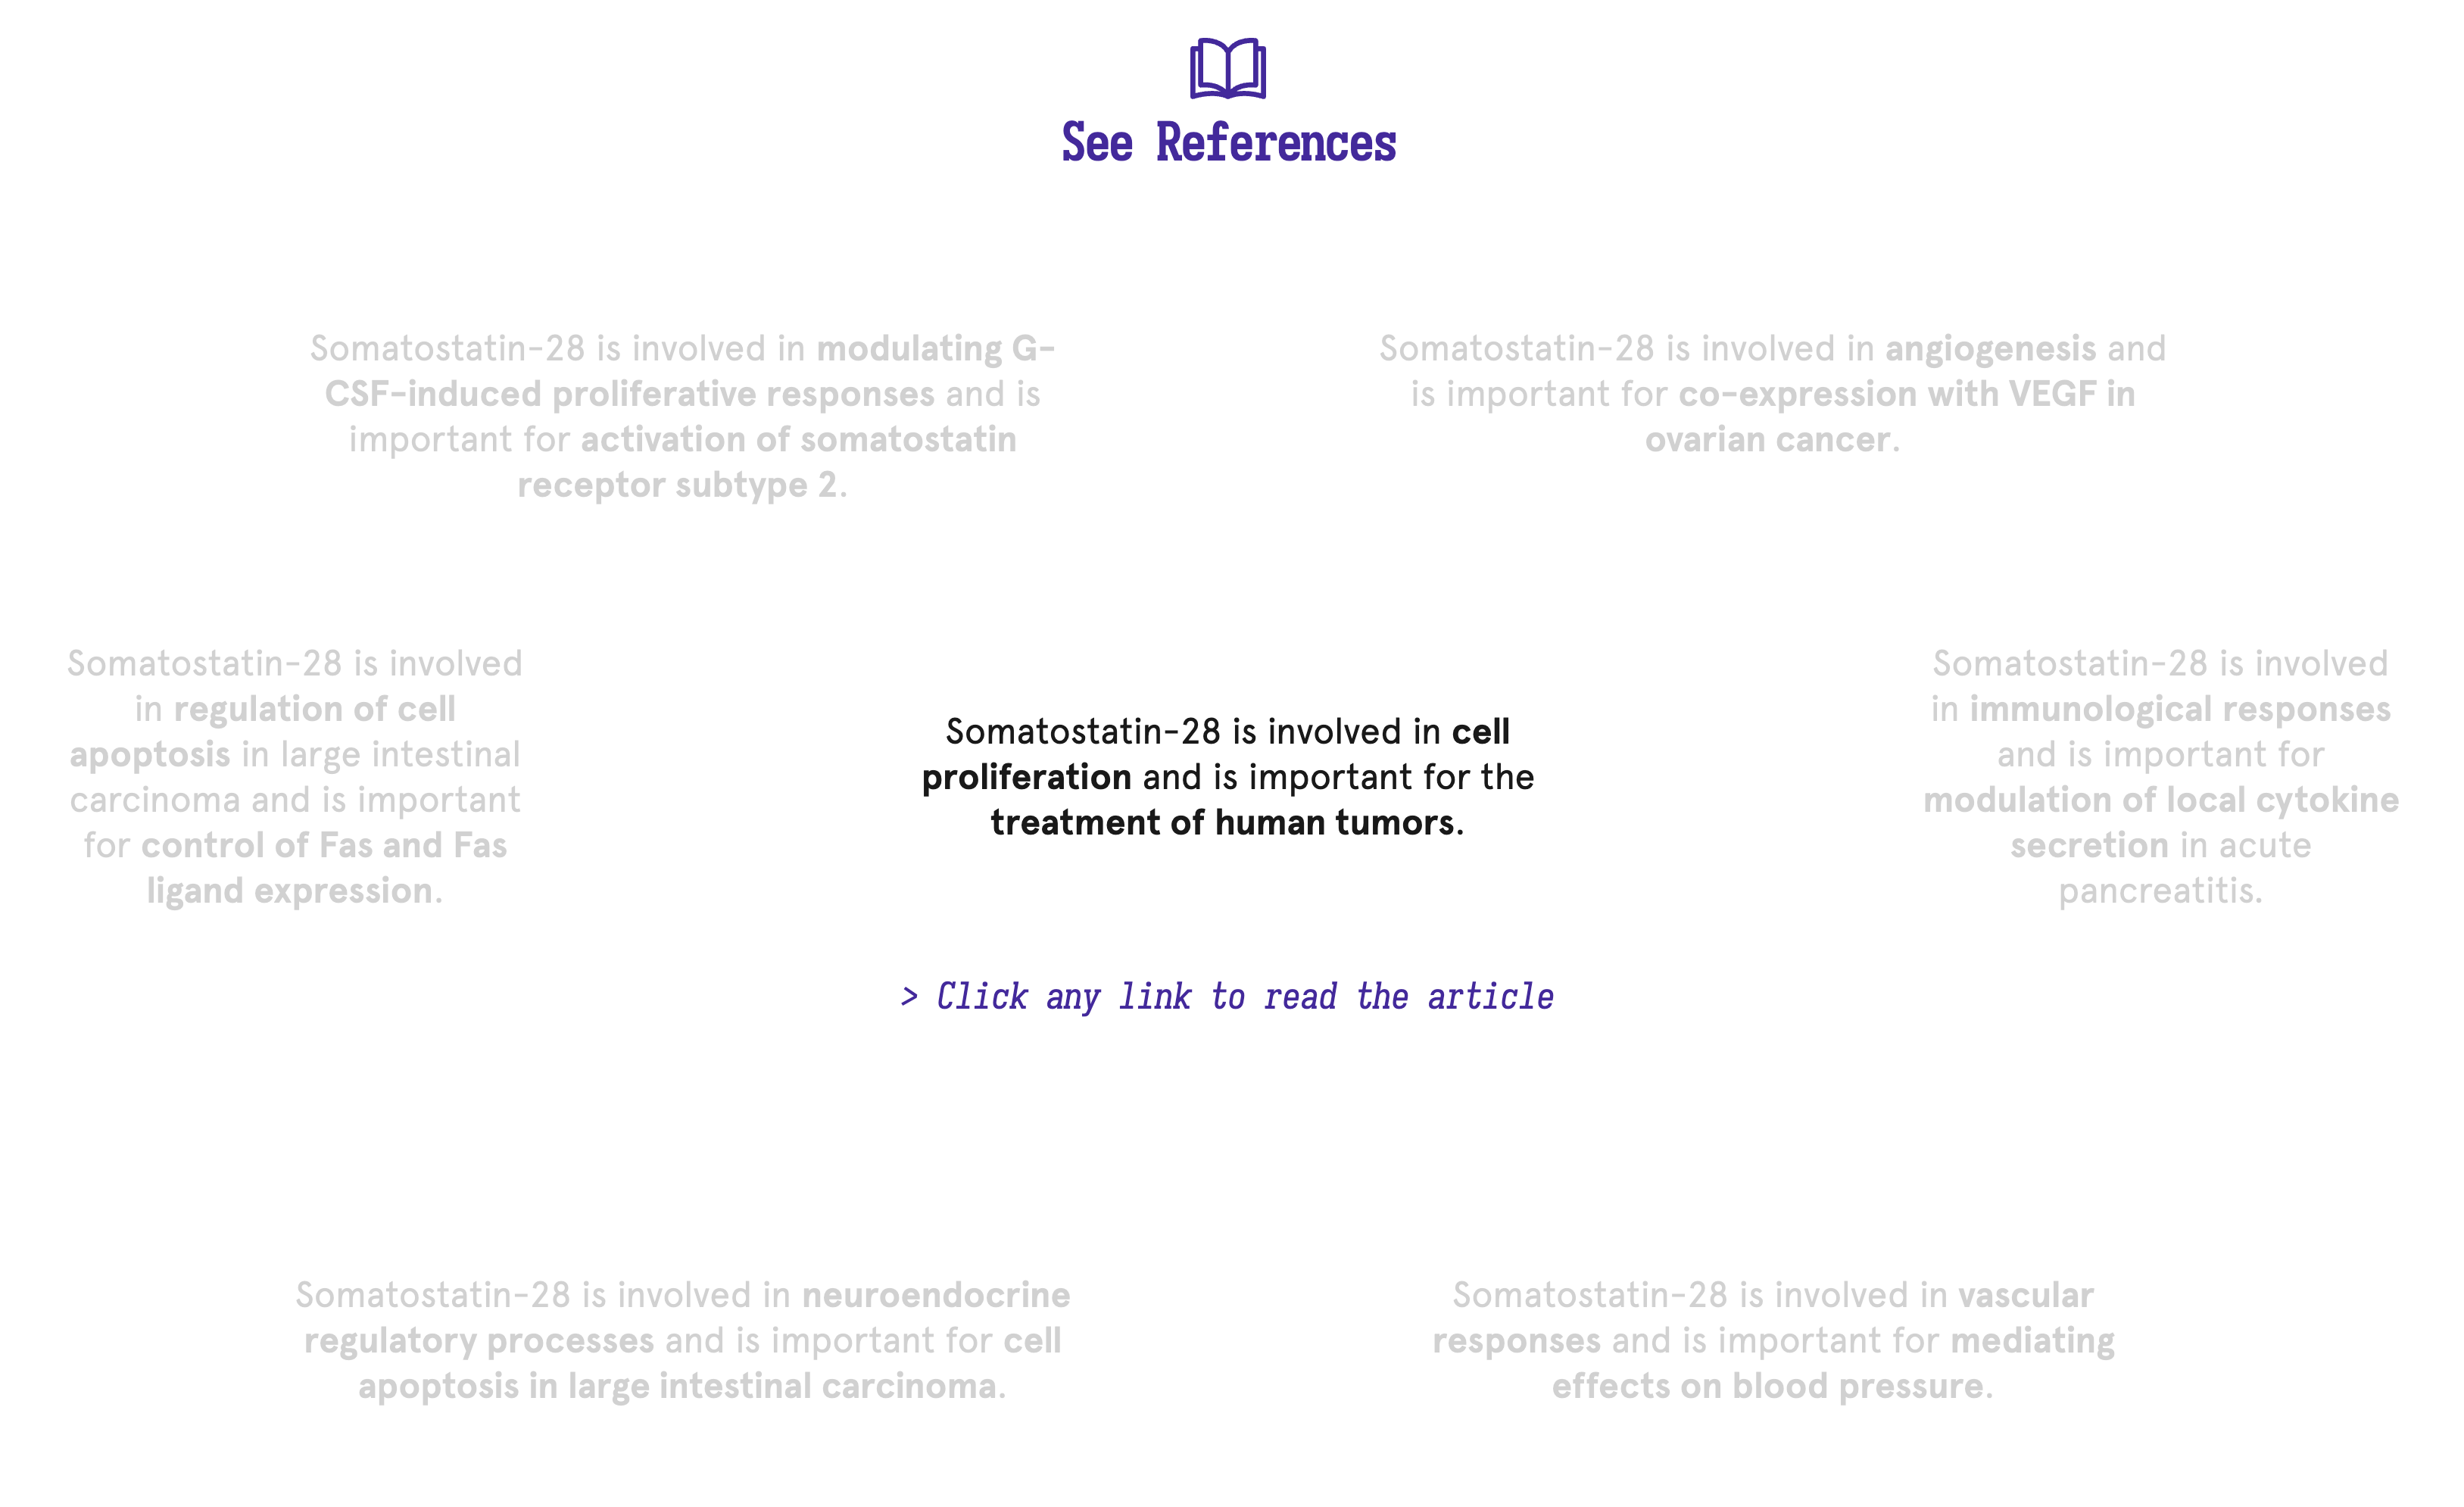 See References
Somatostatin-28 is involved in modulating G-
CSF-induced proliferative responses and is
important for activation of somatostatin
receptor subtype 2.
Somatostatin-28 is involved in angiogenesis and
is important for co-expression with VEGF in
ovarian cancer.
Somatostatin-28 is involved
in regulation of cell
apoptosis in large intestinal
carcinoma and is important
for control of Fas and Fas
ligand expression.
Somatostatin-28 is involved in cell
proliferation and is important for the
treatment of human tumors.
> Click any link to read the article
Somatostatin-28 is involved
in immunological responses
and is important for
modulation of local cytokine
secretion in acute
pancreatitis.
Somatostatin-28 is involved in neuroendocrine
regulatory processes and is important for cell
apoptosis in large intestinal carcinoma.
Somatostatin-28 is involved in vascular
responses and is important for mediating
effects on blood pressure.